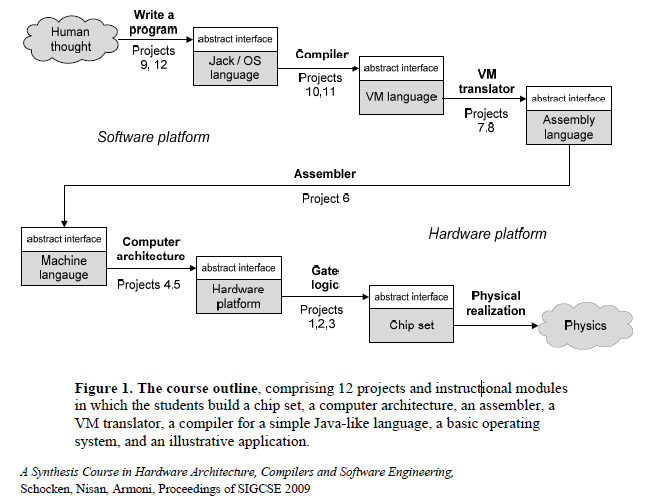 Human
thought
Write a
program
Projects
9, 12
abstract interface
Jack / OS
language
Compiler
Projects
10,11
abstract interface
VM language
VM
translator
Projects
7.8
abstract interface
Assembly
language
Software platform
Assembler
Project 6
Hardware platform
abstract interface
Machine
langauge
Computer
architecture
Projects 4.5
abstract interface
Hardware
platform
Gate
logic
Projects
1,2,3
abstract interface
Chip set
Physical
realization
Physics
Figure 1. The course outline, comprising 12 projects and instructional modules
in which the students build a chip set, a computer architecture, an assembler, a
VM translator, a compiler for a simple Java-like language, a basic operating
system, and an illustrative application.
A Synthesis Course in Hardware Architecture, Compilers and Software Engineering,
Schocken, Nisan, Armoni, Proceedings of SIGCSE 2009